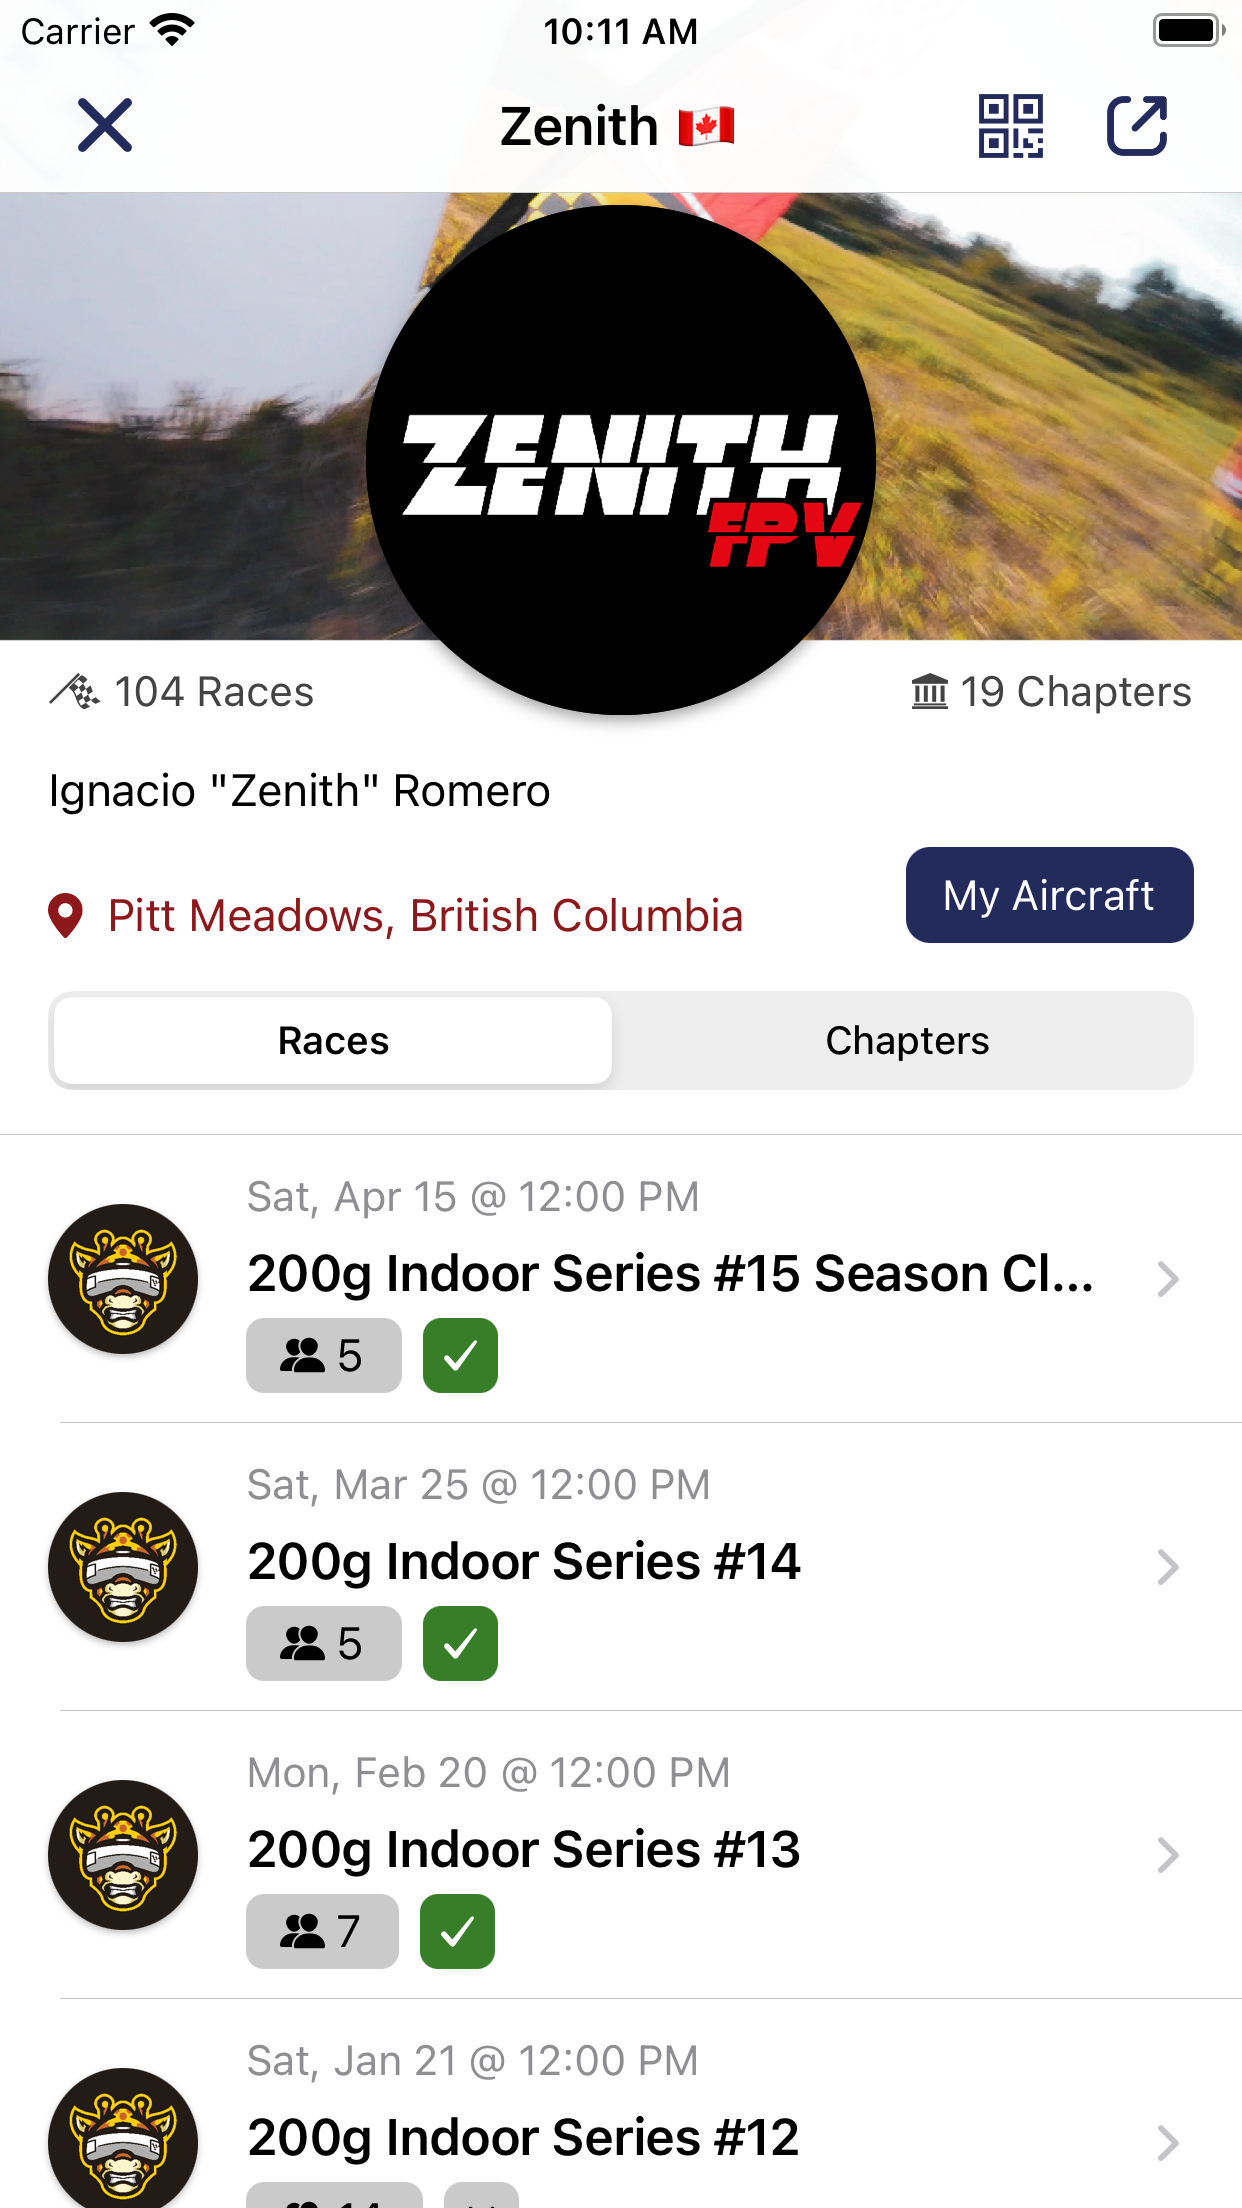 Carrier 10:11 AM
Zenith
ZENITH
FPV
104 Races
19 Chapters
Ignacio "Zenith" Romero
Pitt Meadows, British Columbia
My Aircraft
Races
Chapters
Sat, Apr 15 @ 12:00 PM
200g Indoor Series #15 Season Cl...
5
Sat, Mar 25 @ 12:00 PM
200g Indoor Series #14
5
Mon, Feb 20 @ 12:00 PM
200g Indoor Series #13
7
Sat, Jan 21 @ 12:00 PM
200g Indoor Series #12